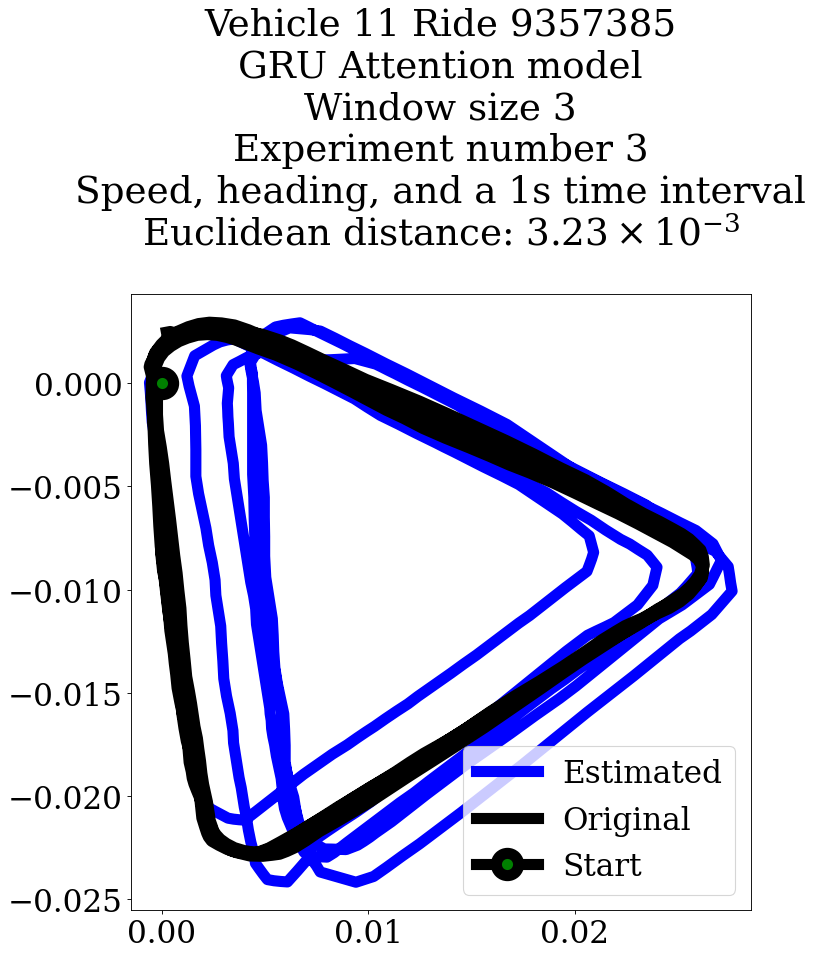 Vehicle 11 Ride 9357385
GRU Attention model
Window size 3
Experiment number 3
Speed, heading, and a 1s time interval
Euclidean distance: 3.23 × 10⁻³
0.000
−0.005
−0.010
−0.015
−0.020
−0.025
0.00
0.01
0.02
Estimated
Original
Start